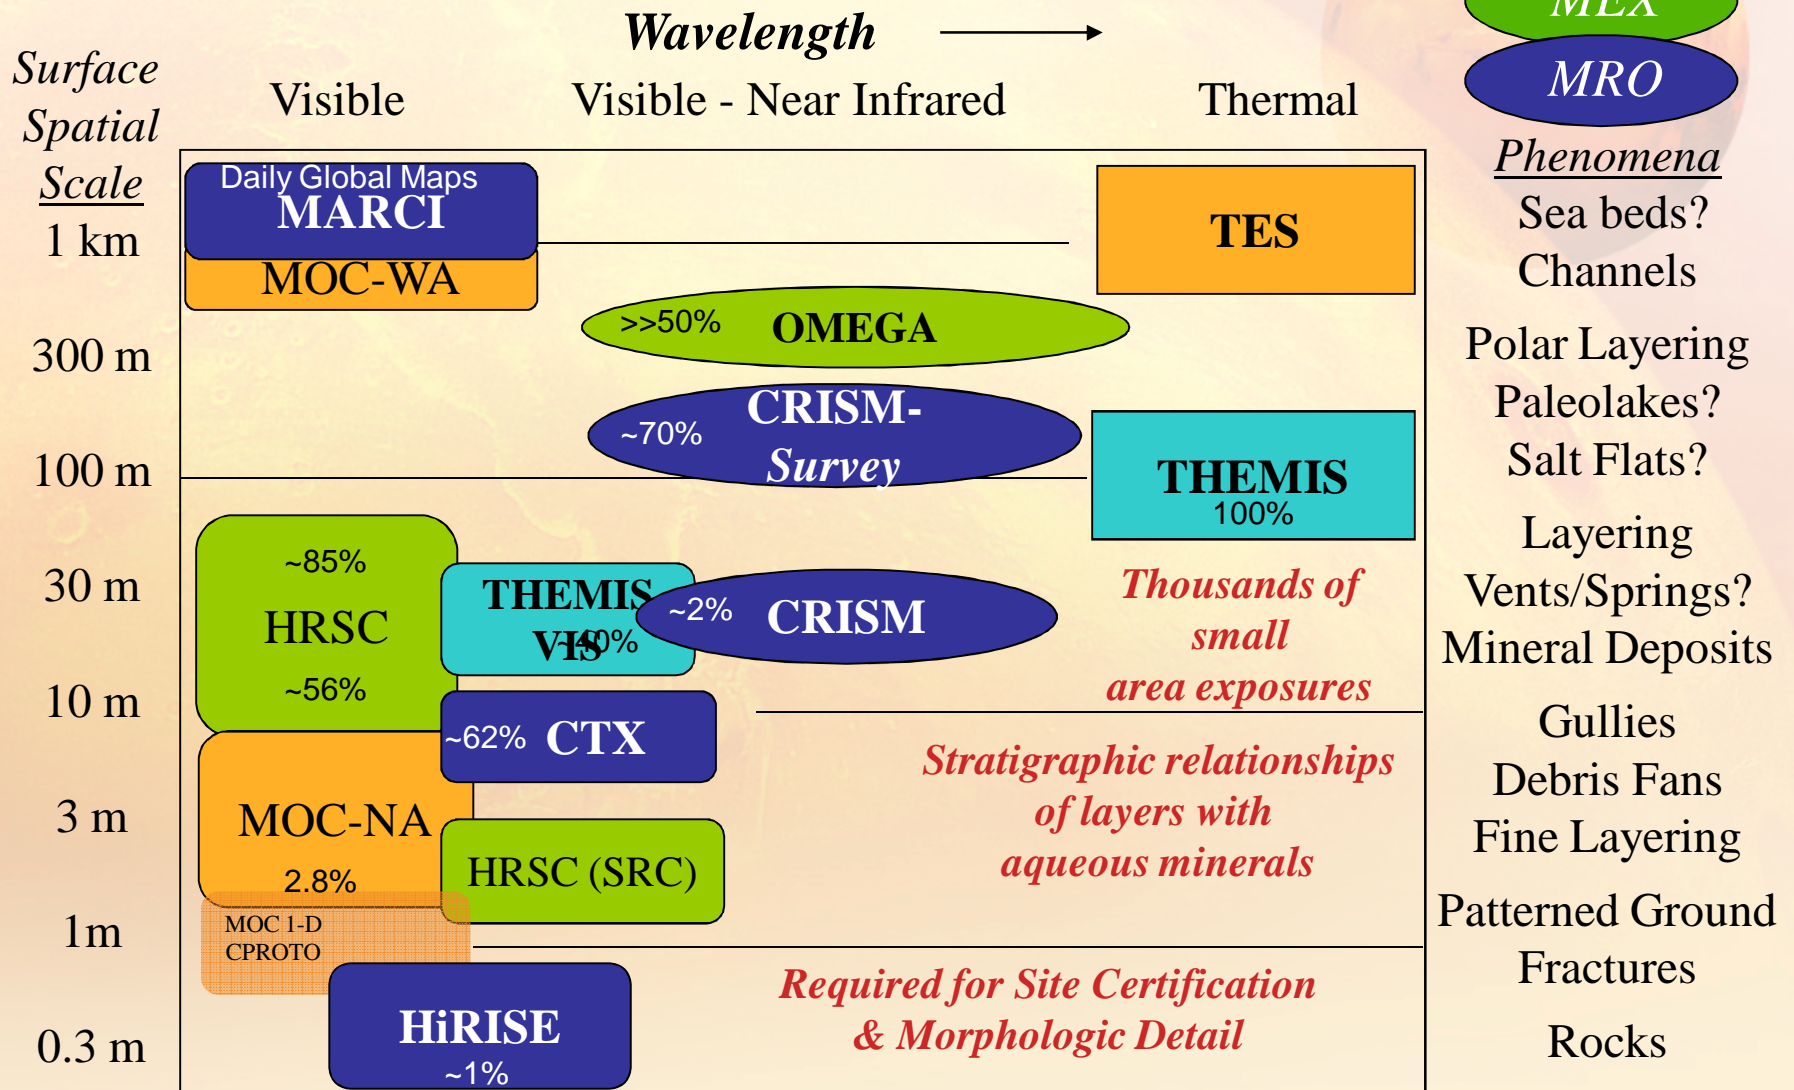 MEX
Wavelength
MRO
Surface
Spatial
Scale
Visible
Visible - Near Infrared
Thermal
Phenomena
Daily Global Maps
MARCI
MOC-WA
TES
1 km
Sea beds?
Channels
>>50% OMEGA
300 m
Polar Layering
Paleolakes?
Salt Flats?
~70%
CRISM-
Survey
100 m
THEMIS
100%
Layering
Vents/Springs?
Mineral Deposits
~85%
HRSC
~56%
30 m
THEMIS
VIS
~40%
~2% CRISM
Thousands of
small
area exposures
10 m
~62% CTX
Gullies
Debris Fans
Fine Layering
Stratigraphic relationships
of layers with
aqueous minerals
3 m
MOC-NA
2.8%
HRSC (SRC)
1m
MOC 1-D
CPROTO
Patterned Ground
Fractures
Required for Site Certification
& Morphologic Detail
0.3 m
HiRISE
~1%
Rocks